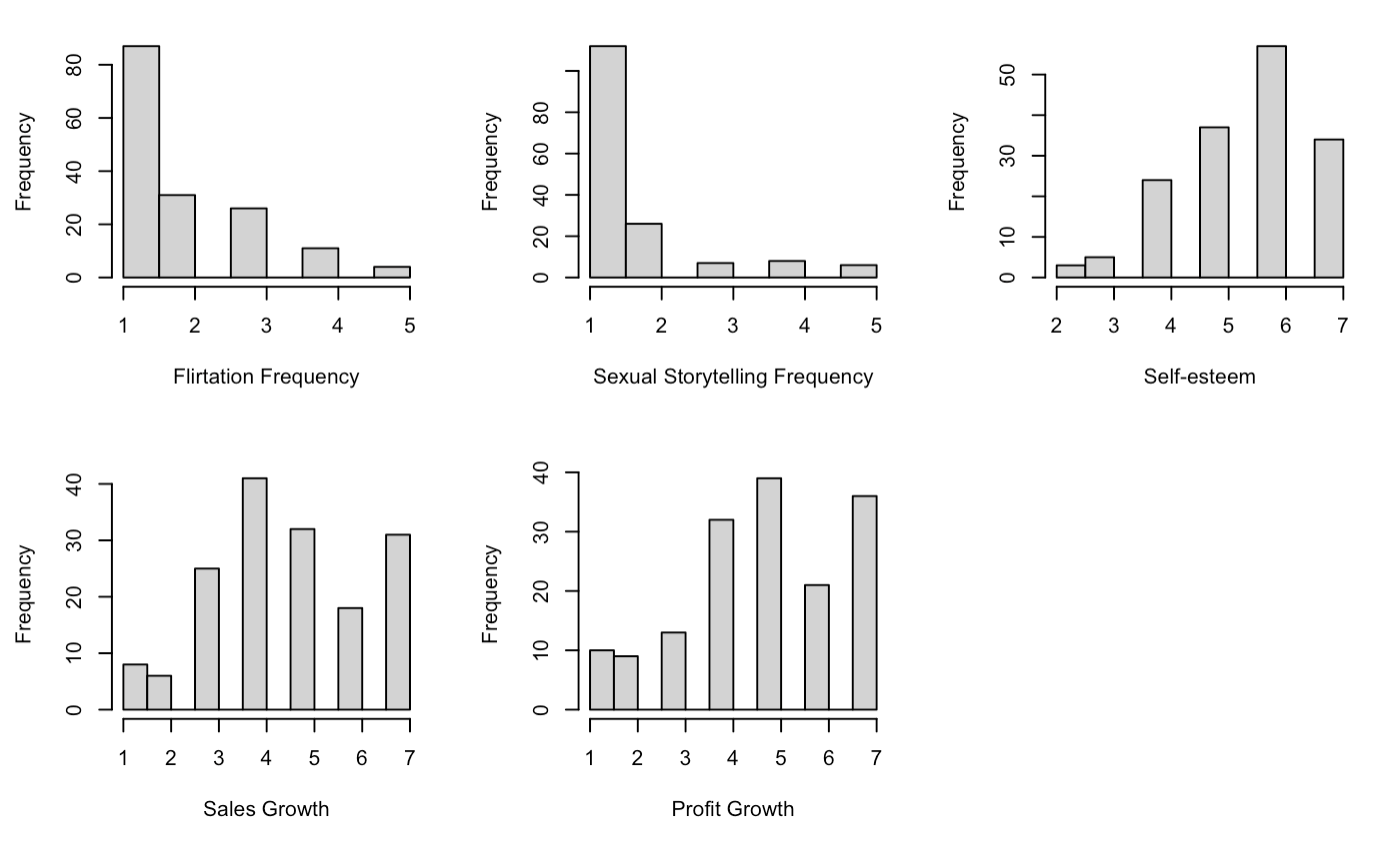 Frequency
0 20 40 60 80
1 2 3 4 5
Flirtation Frequency
Frequency
0 20 40 60 80
1 2 3 4 5
Sexual Storytelling Frequency
Frequency
0 10 30 50
2 3 4 5 6 7
Self-esteem
Frequency
0 10 20 30 40
1 2 3 4 5 6 7
Sales Growth
Frequency
0 10 20 30 40
1 2 3 4 5 6 7
Profit Growth